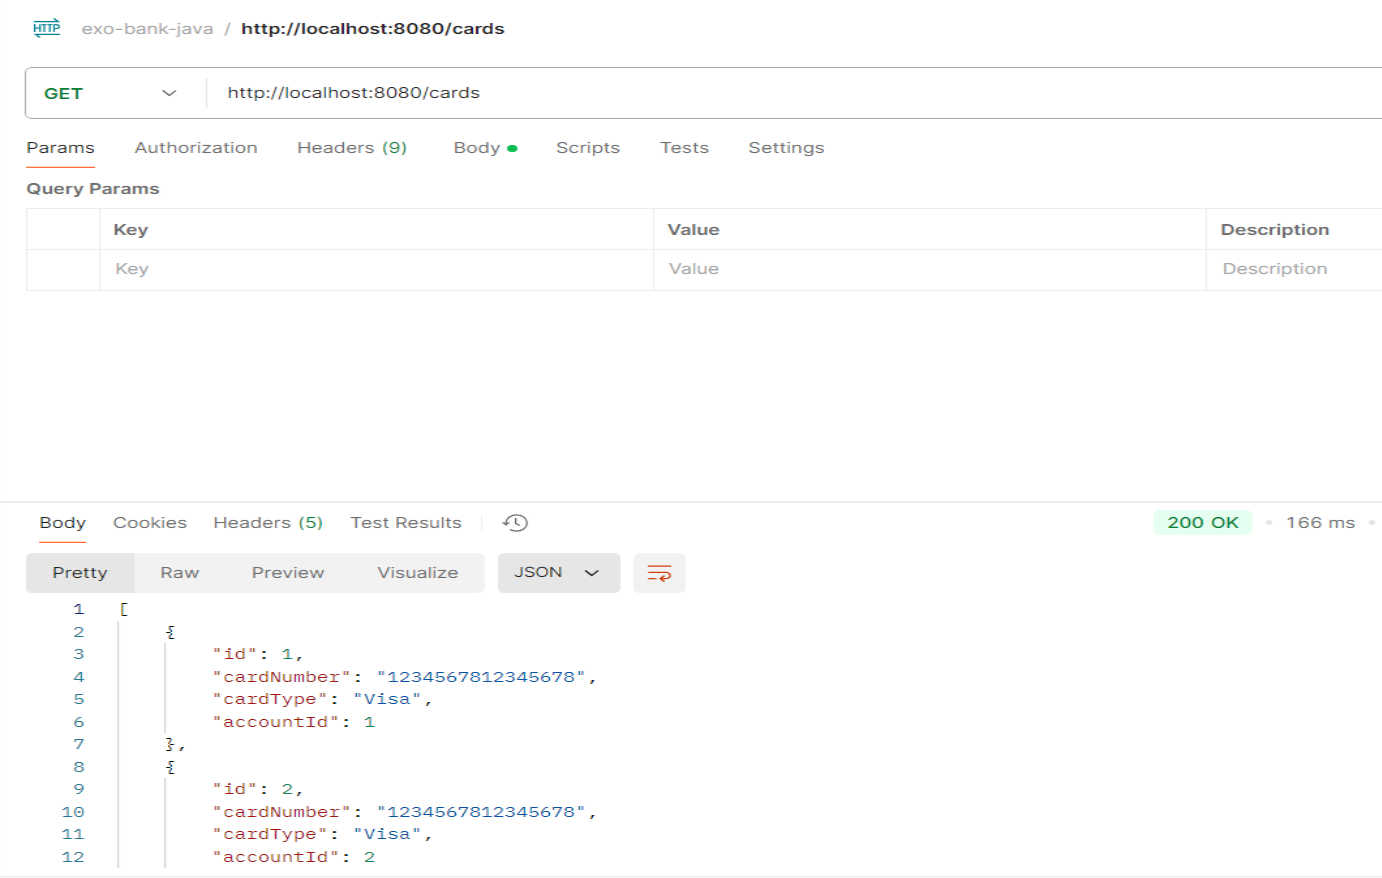 HTTP exo-bank-java / http://localhost:8080/cards
GET http://localhost:8080/cards
Params Authorization Headers (9) Body Scripts Tests Settings
Query Params
Key Value Description
Key Value Description
Body Cookies Headers (5) Test Results 200 OK 166 ms
Pretty Raw Preview Visualize JSON
1 [
2 {
3 "id": 1,
4 "cardNumber": "1234567812345678",
5 "cardType": "Visa",
6 "accountId": 1
7 },
8 {
9 "id": 2,
10 "cardNumber": "1234567812345678",
11 "cardType": "Visa",
12 "accountId": 2